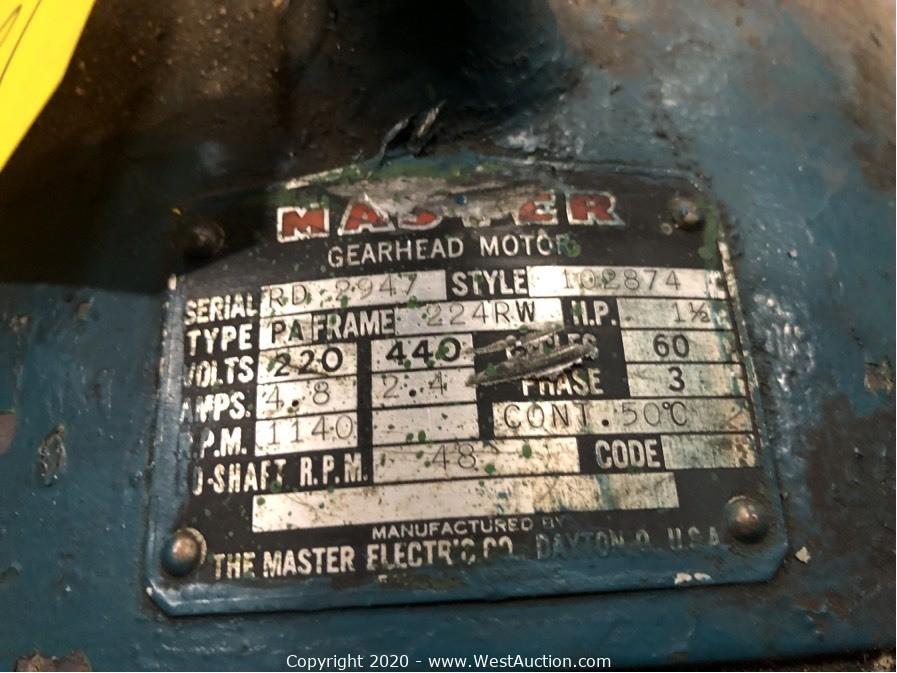 MASTER
GEARHEAD MOTOR
SERIAL RD 2947 STYLE 102874
TYPE PA FRAME 224RW H.P. 1½
VOLTS 220 440 CYCLES 60
AMPS. 4.8 2.4 PHASE 3
R.P.M. 1140 CONT. 50°C
J-SHAFT R.P.M. 48 CODE
MANUFACTURED BY
THE MASTER ELECTRIC CO. DAYTON O. U.S.A.
Copyright 2020 - www.WestAuction.com